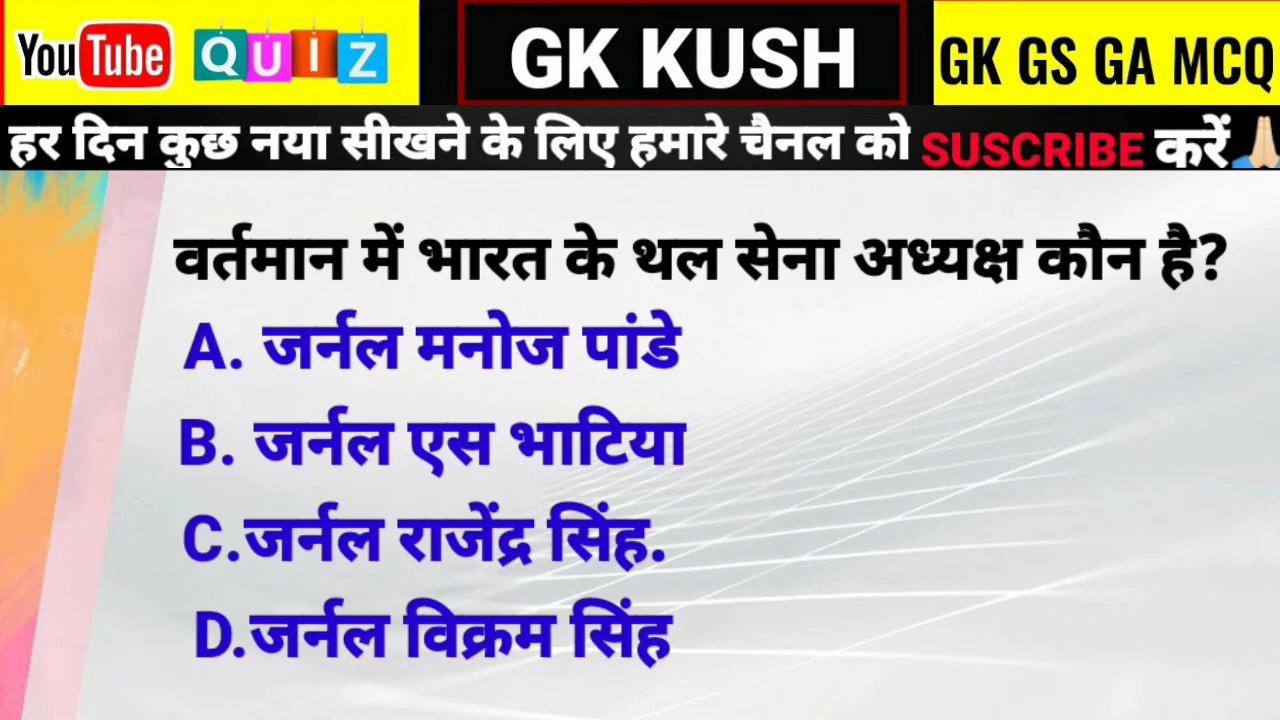 YouTube QUIZ GK KUSH GK GS GA MCQ
हर दिन कुछ नया सीखने के लिए हमारे चैनल को SUSCRIBE करें
वर्तमान में भारत के थल सेना अध्यक्ष कौन है?
A. जर्नल मनोज पांडे
B. जर्नल एस भाटिया
C.जर्नल राजेंद्र सिंह.
D.जर्नल विक्रम सिंह